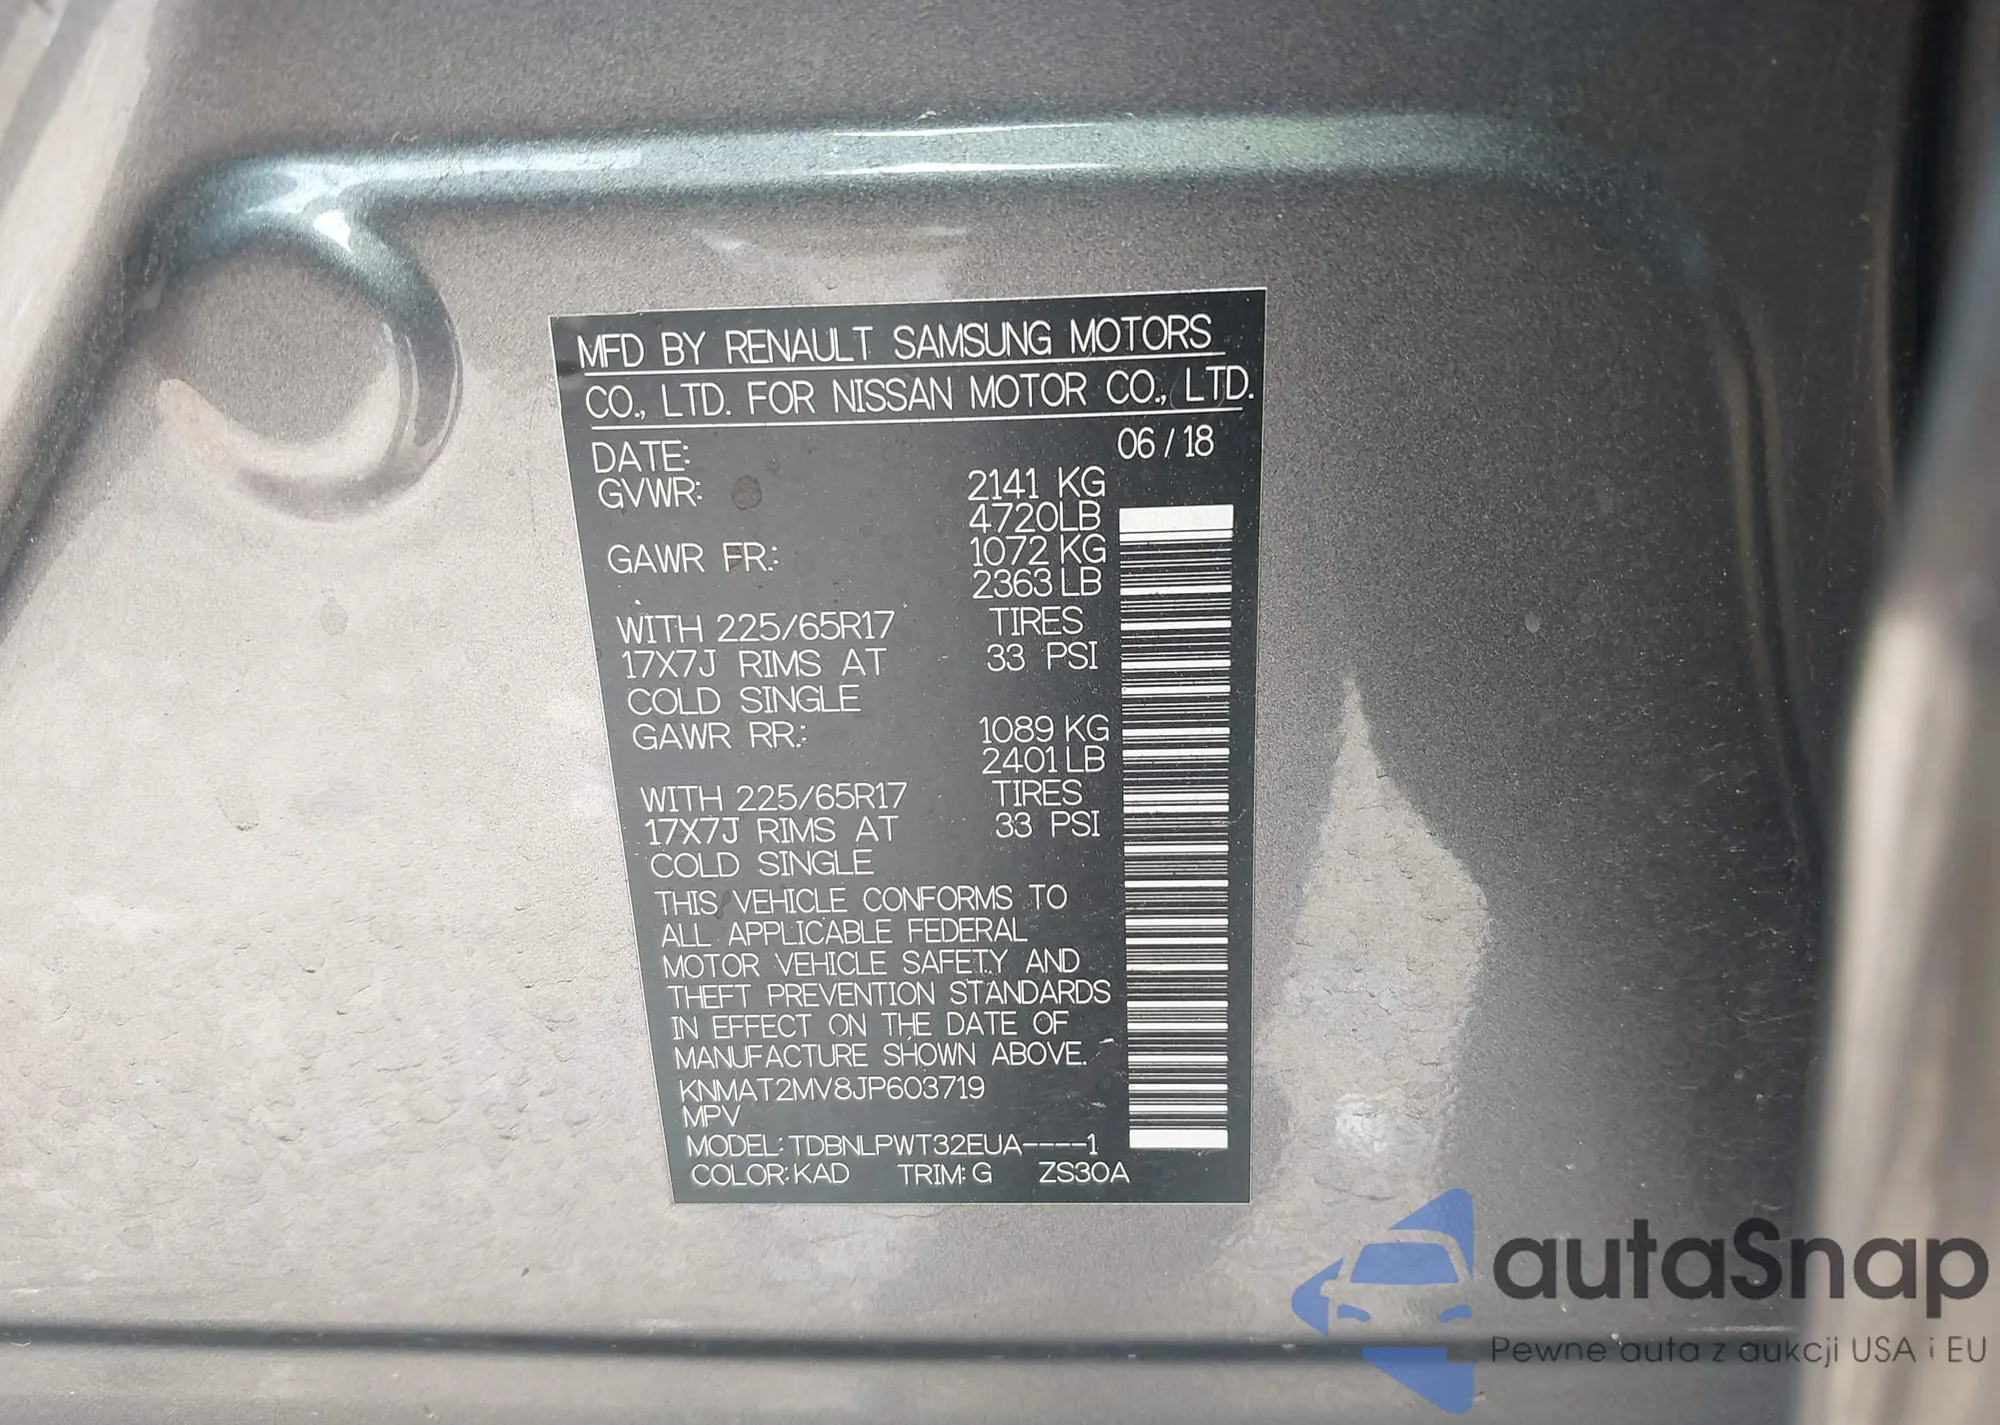 MFD BY RENAULT SAMSUNG MOTORS
CO., LTD. FOR NISSAN MOTOR CO., LTD.
DATE: 06 / 18
GVWR: 2141 KG
4720LB
GAWR FR.: 1072 KG
2363 LB
WITH 225/65R17 TIRES
17X7J RIMS AT 33 PSI
COLD SINGLE
GAWR RR.: 1089 KG
2401 LB
WITH 225/65R17 TIRES
17X7J RIMS AT 33 PSI
COLD SINGLE
THIS VEHICLE CONFORMS TO
ALL APPLICABLE FEDERAL
MOTOR VEHICLE SAFETY AND
THEFT PREVENTION STANDARDS
IN EFFECT ON THE DATE OF
MANUFACTURE SHOWN ABOVE.
KNMAT2MV8JP603719
MPV
MODEL: TDBNLPWT32EUA----1
COLOR: KAD TRIM: G ZS30A
autaSnap
Pewne auta z aukcji USA i EU